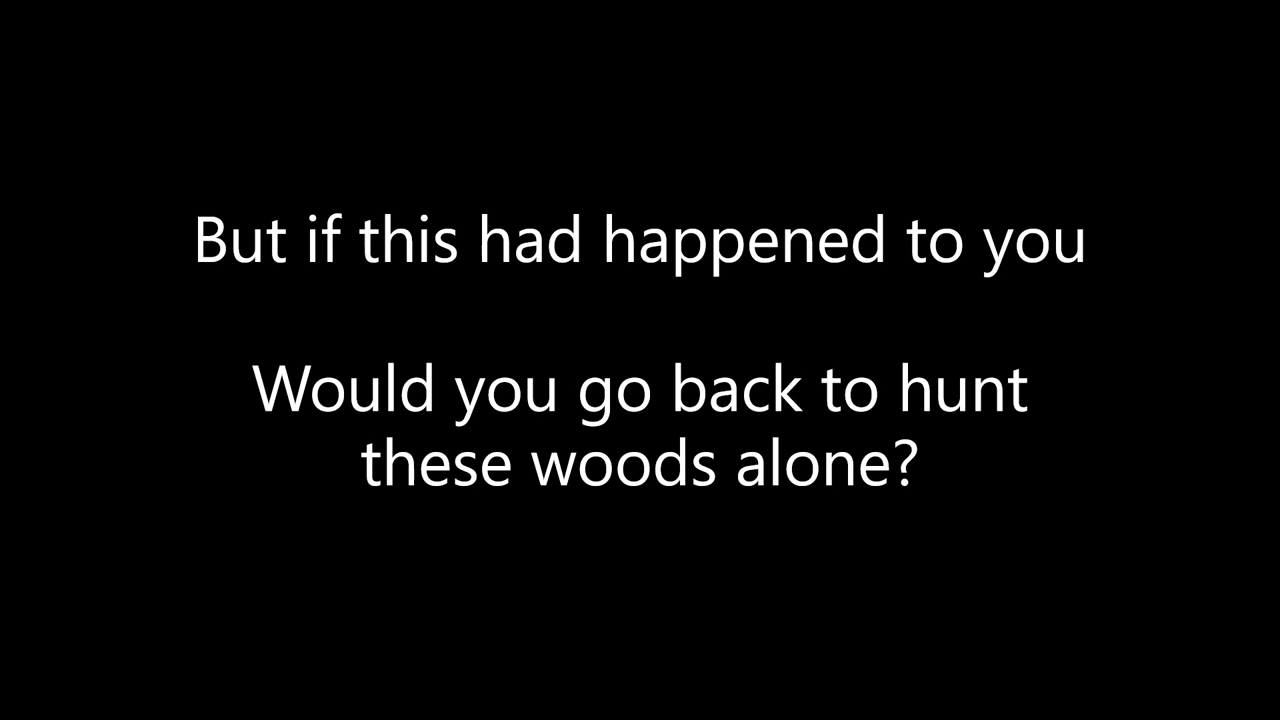 But if this had happened to you
Would you go back to hunt
these woods alone?